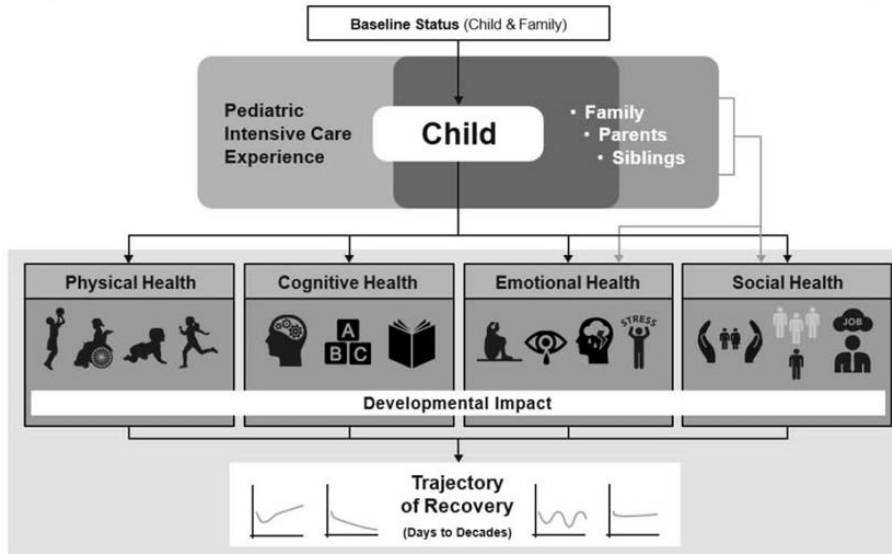 Baseline Status (Child & Family)
Pediatric
Intensive Care
Experience
Child
• Family
• Parents
• Siblings
Physical Health
Cognitive Health
Emotional Health
Social Health
A
B C
STRESS
JOB
Developmental Impact
Trajectory
of Recovery
(Days to Decades)